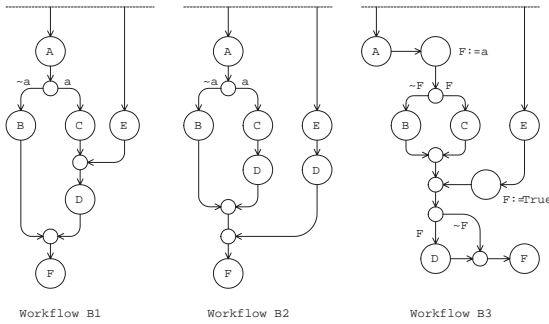 A A A F:=a
~a a ~a a ~F F
B C E B C E B C E
D D
D F:=True
F ~F
F F D F
Workflow B1 Workflow B2 Workflow B3